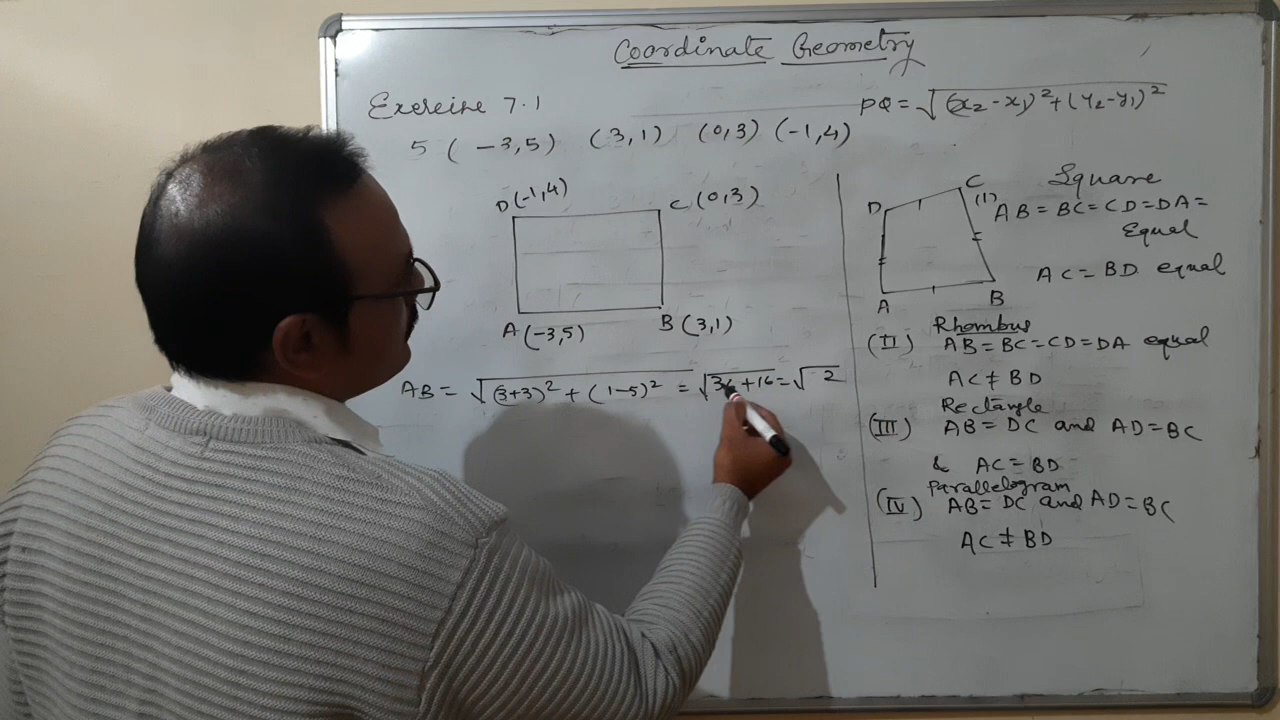 Coordinate Geometry
Exercise 7.1
PQ = √(x₂ - x₁)² + (y₂ - y₁)²
5 (-3,5) (3,1) (0,3) (-1,4)
D(-1,4)
C (0,3)
A (-3,5)
B (3,1)
AB = √(3+3)² + (1-5)² = √36+16 = √ 2
D
C
A
B
Square
(I) AB = BC = CD = DA =
Equal
AC = BD equal
Rhombus
(II) AB = BC = CD = DA equal
AC ≠ BD
Rectangle
(III) AB = DC and AD = BC
& AC = BD
Parallelogram
(IV) AB = DC and AD = BC
AC ≠ BD